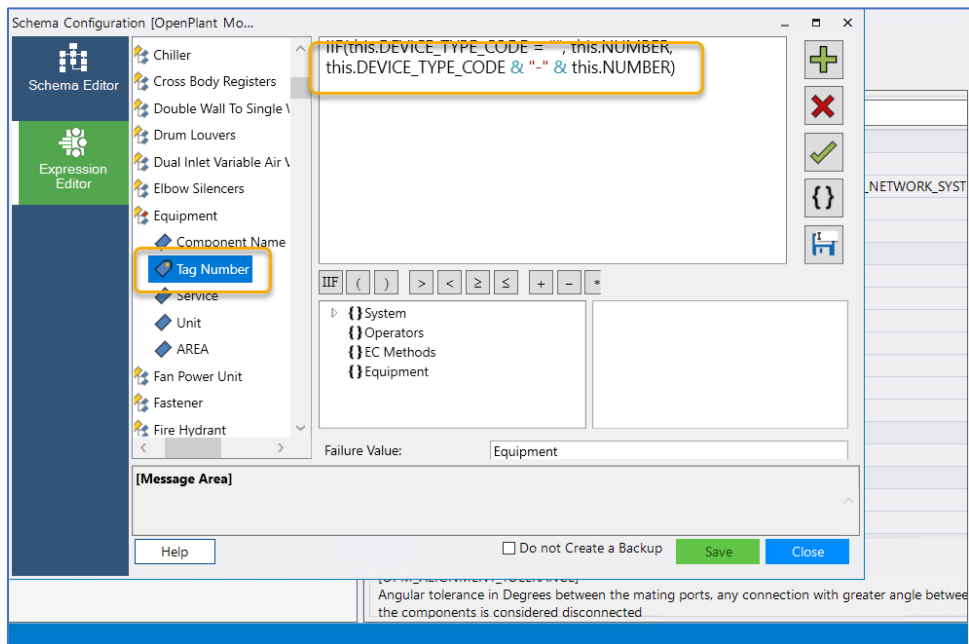 Schema Configuration [OpenPlant Mo...
Schema Editor
Expression
Editor
Chiller
Cross Body Registers
Double Wall To Single
Drum Louvers
Dual Inlet Variable Air
Elbow Silencers
Equipment
Component Name
Tag Number
Service
Unit
AREA
Fan Power Unit
Fastener
Fire Hydrant
IIF(this.DEVICE_TYPE_CODE = "", this.NUMBER,
this.DEVICE_TYPE_CODE & "-" & this.NUMBER)
IIF ( ) > < ≥ ≤ + - *
{}System
{}Operators
{}EC Methods
{}Equipment
Failure Value: Equipment
[Message Area]
Help
Do not Create a Backup
Save
Close
_NETWORK_SYST
[OPM_ALIGNMENT_TOLERANCE]
Angular tolerance in Degrees between the mating ports, any connection with greater angle betwee
the components is considered disconnected